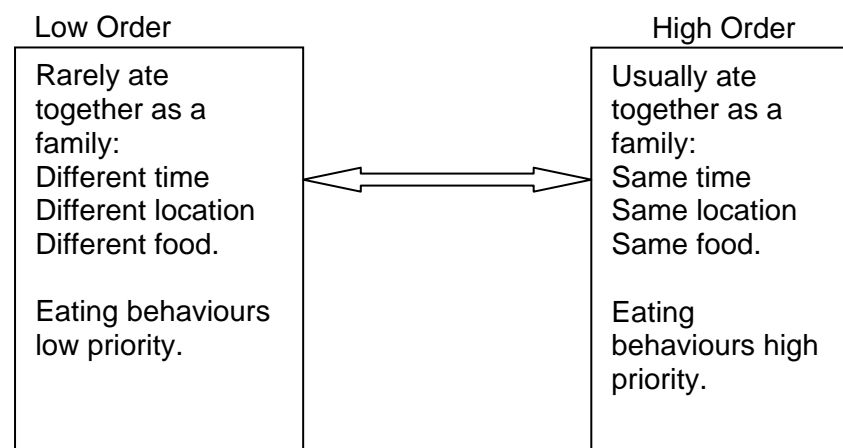 Low Order
Rarely ate
together as a
family:
Different time
Different location
Different food.
Eating behaviours
low priority.
High Order
Usually ate
together as a
family:
Same time
Same location
Same food.
Eating
behaviours high
priority.